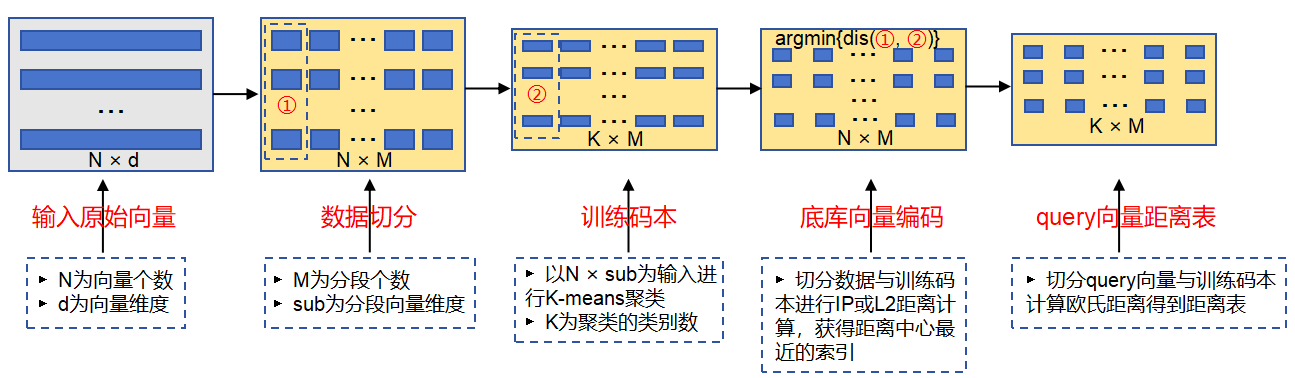 N × d
①
N × M
②
K × M
argmin{dis(①, ②)}
N × M
K × M
输入原始向量
数据切分
训练码本
底库向量编码
query向量距离表
N为向量个数
d为向量维度
M为分段个数
sub为分段向量维度
以N × sub为输入进
行K-means聚类
K为聚类的类别数
切分数据与训练码
本进行IP或L2距离计
算，获得距离中心最
近的索引
切分query向量与训练码本
计算欧氏距离得到距离表